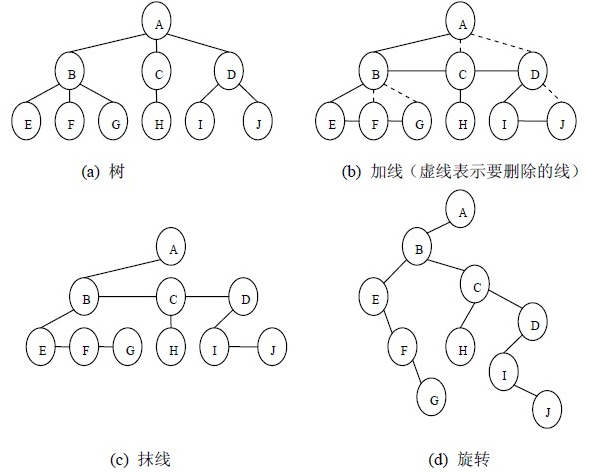 A
B C D
E F G H I J
(a) 树
A
B C D
E F G H I J
(b) 加线（虚线表示要删除的线）
A
B C D
E F G H I J
(c) 抹线
A
B
C
E
D
F H
I
G
J
(d) 旋转